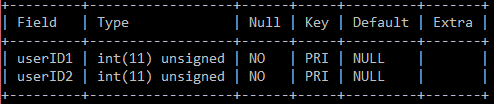 +---------+------------------+------+-----+---------+-------+
| Field   | Type             | Null | Key | Default | Extra |
+---------+------------------+------+-----+---------+-------+
| userID1 | int(11) unsigned | NO   | PRI | NULL    |       |
| userID2 | int(11) unsigned | NO   | PRI | NULL    |       |
+---------+------------------+------+-----+---------+-------+